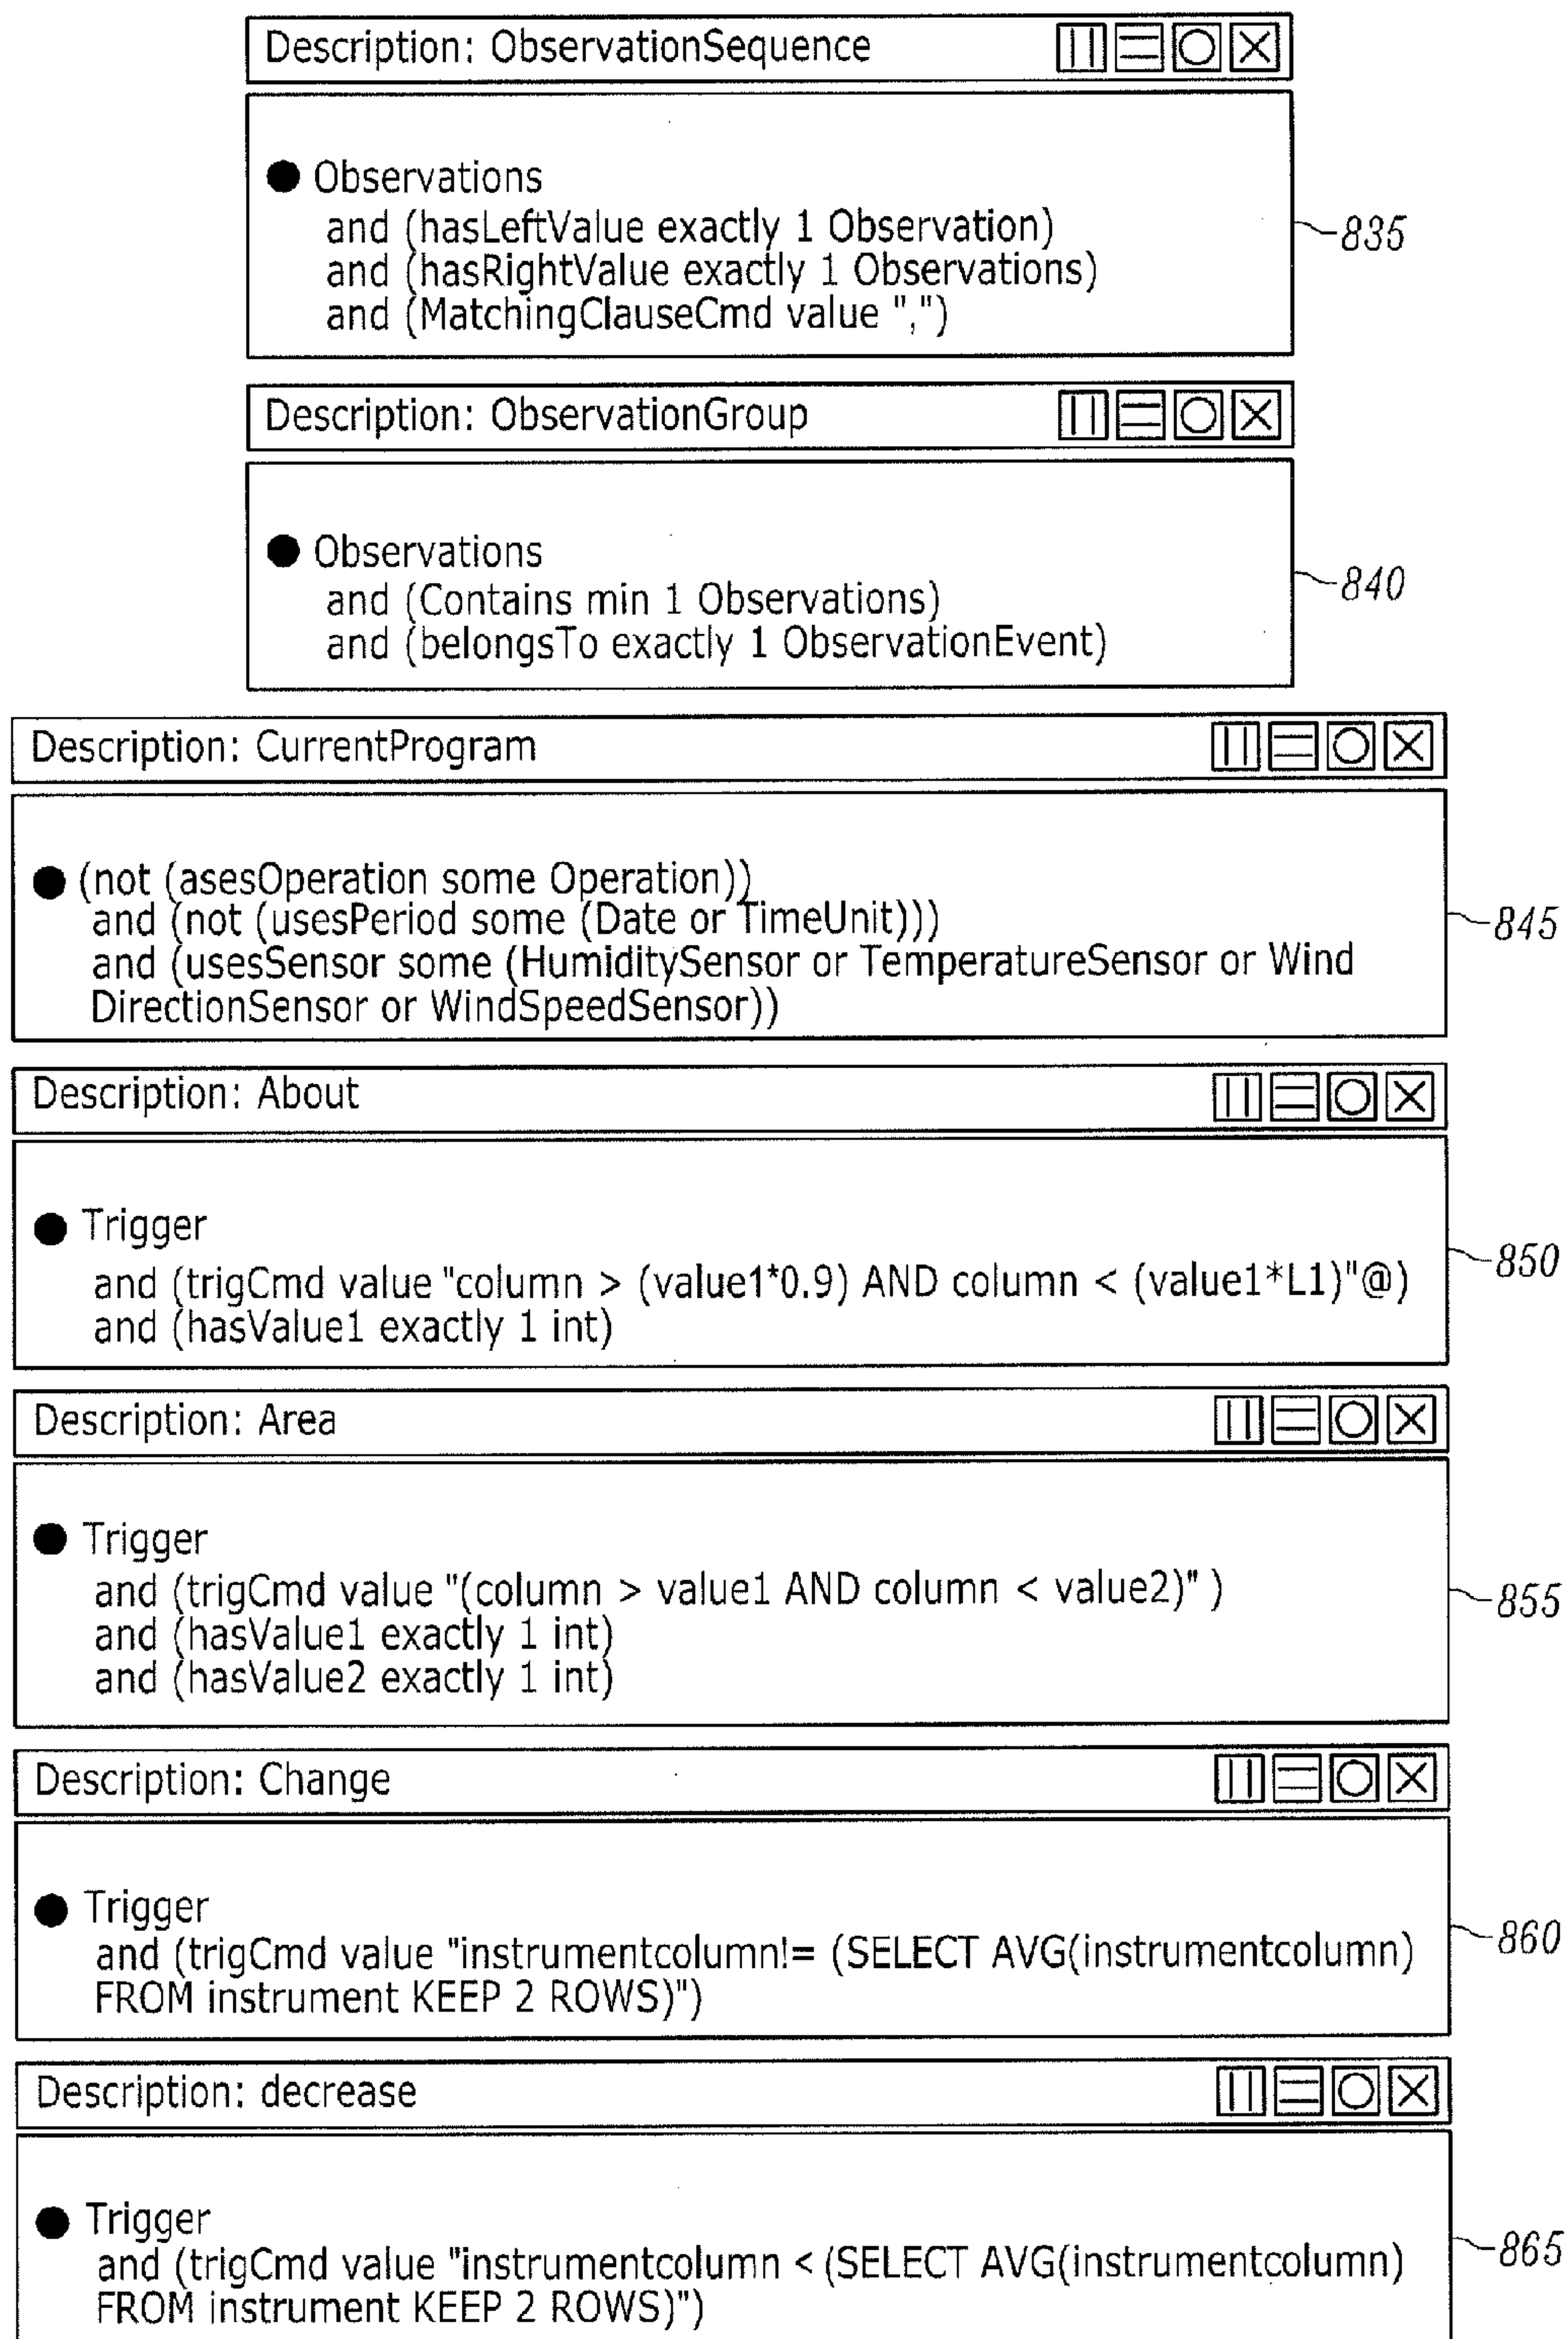 Description: ObservationSequence
● Observations
and (hasLeftValue exactly 1 Observation)
and (hasRightValue exactly 1 Observations)
and (MatchingClauseCmd value ",")
835
Description: ObservationGroup
● Observations
and (Contains min 1 Observations)
and (belongsTo exactly 1 ObservationEvent)
840
Description: CurrentProgram
● (not (asesOperation some Operation))
and (not (usesPeriod some (Date or TimeUnit)))
and (usesSensor some (HumiditySensor or TemperatureSensor or Wind
DirectionSensor or WindSpeedSensor))
845
Description: About
● Trigger
and (trigCmd value "column > (value1*0.9) AND column < (value1*L1)"@)
and (hasValue1 exactly 1 int)
850
Description: Area
● Trigger
and (trigCmd value "(column > value1 AND column < value2)" )
and (hasValue1 exactly 1 int)
and (hasValue2 exactly 1 int)
855
Description: Change
● Trigger
and (trigCmd value "instrumentcolumn!= (SELECT AVG(instrumentcolumn)
FROM instrument KEEP 2 ROWS)")
860
Description: decrease
● Trigger
and (trigCmd value "instrumentcolumn < (SELECT AVG(instrumentcolumn)
FROM instrument KEEP 2 ROWS)")
865